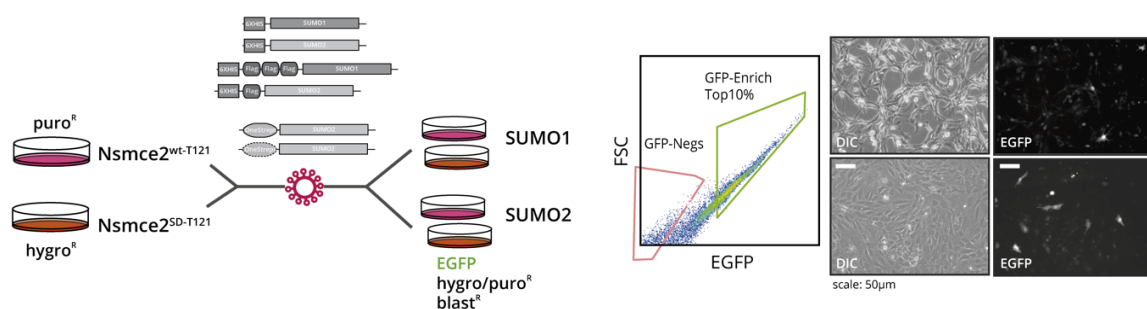 6XHIS SUMO1
6XHIS SUMO2
6XHIS Flag Flag Flag SUMO1
6XHIS Flag SUMO2
OneStrep SUMO2
OneStrep SUMO2
puroᴿ
Nsmce2ʷᵗ⁻ᵀ¹²¹
Nsmce2ˢᴰ⁻ᵀ¹²¹
hygroᴿ
SUMO1
SUMO2
EGFP
hygro/puroᴿ
blastᴿ
FSC
GFP-Enrich
Top10%
GFP-Negs
EGFP
DIC
EGFP
DIC
EGFP
scale: 50μm